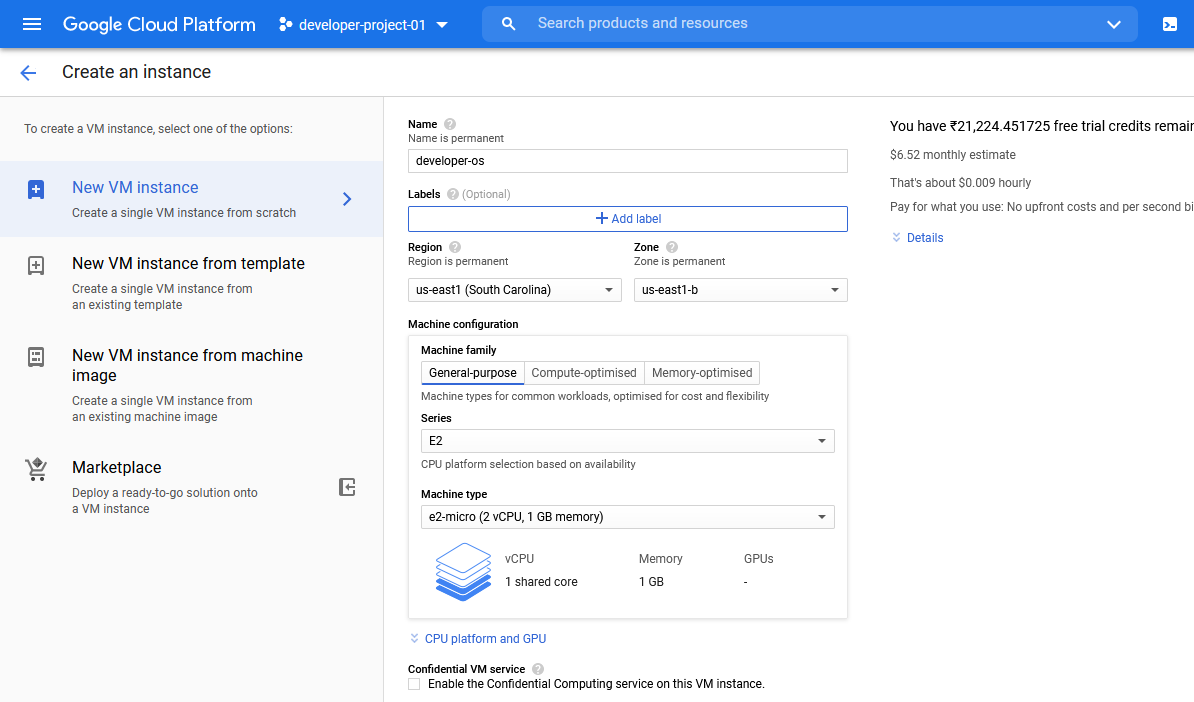 Google Cloud Platform
developer-project-01
Search products and resources
Create an instance
To create a VM instance, select one of the options:
New VM instance
Create a single VM instance from scratch
New VM instance from template
Create a single VM instance from
an existing template
New VM instance from machine
image
Create a single VM instance from
an existing machine image
Marketplace
Deploy a ready-to-go solution onto
a VM instance
Name
Name is permanent
developer-os
Labels (Optional)
Add label
Region
Region is permanent
us-east1 (South Carolina)
Zone
Zone is permanent
us-east1-b
Machine configuration
Machine family
General-purpose Compute-optimised Memory-optimised
Machine types for common workloads, optimised for cost and flexibility
Series
E2
CPU platform selection based on availability
Machine type
e2-micro (2 vCPU, 1 GB memory)
vCPU Memory GPUs
1 shared core 1 GB -
CPU platform and GPU
Confidential VM service
Enable the Confidential Computing service on this VM instance.
You have ₹21,224.451725 free trial credits remain
$6.52 monthly estimate
That's about $0.009 hourly
Pay for what you use: No upfront costs and per second bi
Details